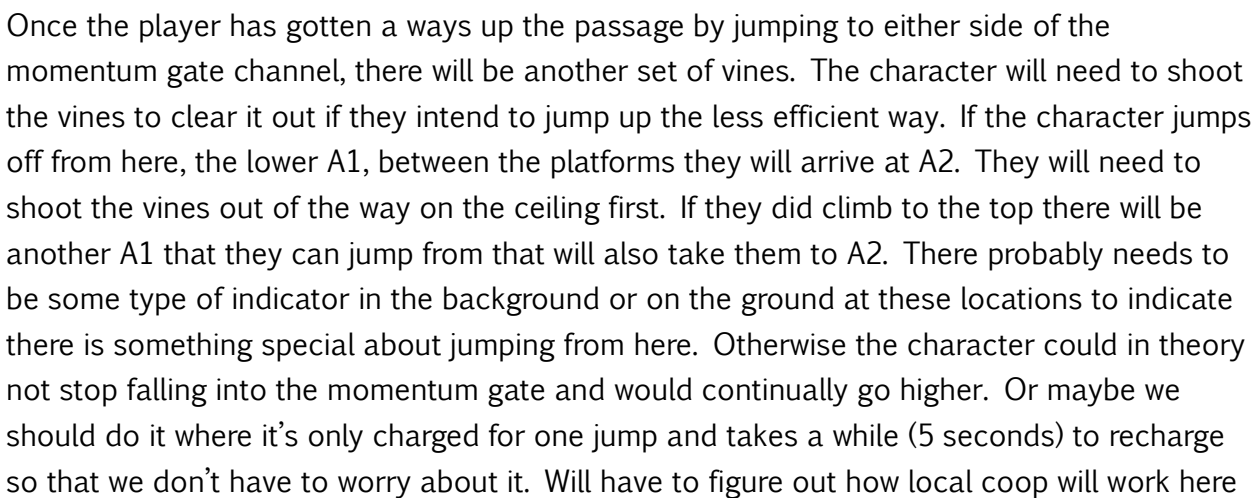 Once the player has gotten a ways up the passage by jumping to either side of the
momentum gate channel, there will be another set of vines. The character will need to shoot
the vines to clear it out if they intend to jump up the less efficient way. If the character jumps
off from here, the lower A1, between the platforms they will arrive at A2. They will need to
shoot the vines out of the way on the ceiling first. If they did climb to the top there will be
another A1 that they can jump from that will also take them to A2. There probably needs to
be some type of indicator in the background or on the ground at these locations to indicate
there is something special about jumping from here. Otherwise the character could in theory
not stop falling into the momentum gate and would continually go higher. Or maybe we
should do it where it’s only charged for one jump and takes a while (5 seconds) to recharge
so that we don’t have to worry about it. Will have to figure out how local coop will work here